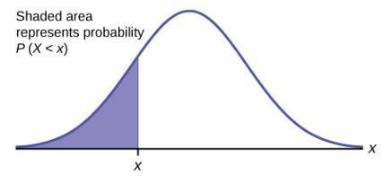 Shaded area
represents probability
P (X < x)
x
x